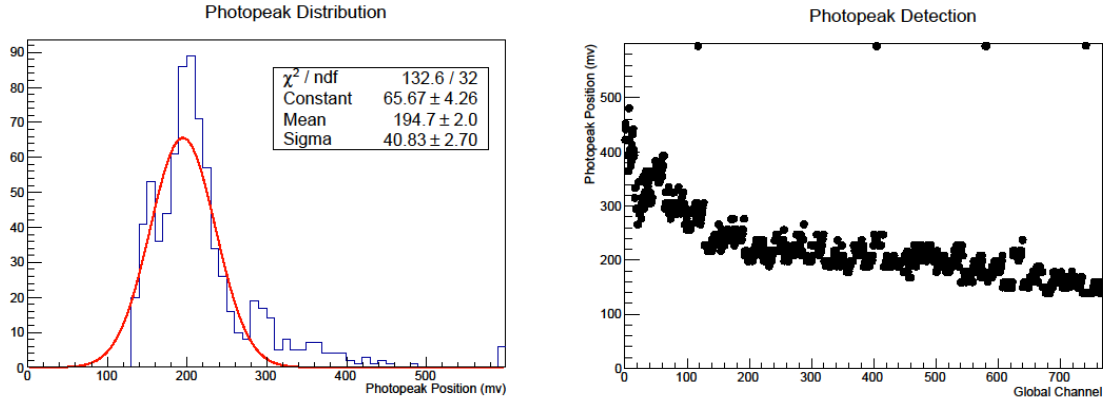 Photopeak Distribution
90
80
70
60
50
40
30
20
10
0
χ² / ndf 132.6 / 32
Constant 65.67 ± 4.26
Mean 194.7 ± 2.0
Sigma 40.83 ± 2.70
0 100 200 300 400 500
Photopeak Position (mv)
Photopeak Detection
Photopeak Position (mv)
400
300
200
100
0
0 100 200 300 400 500 600 700
Global Channel